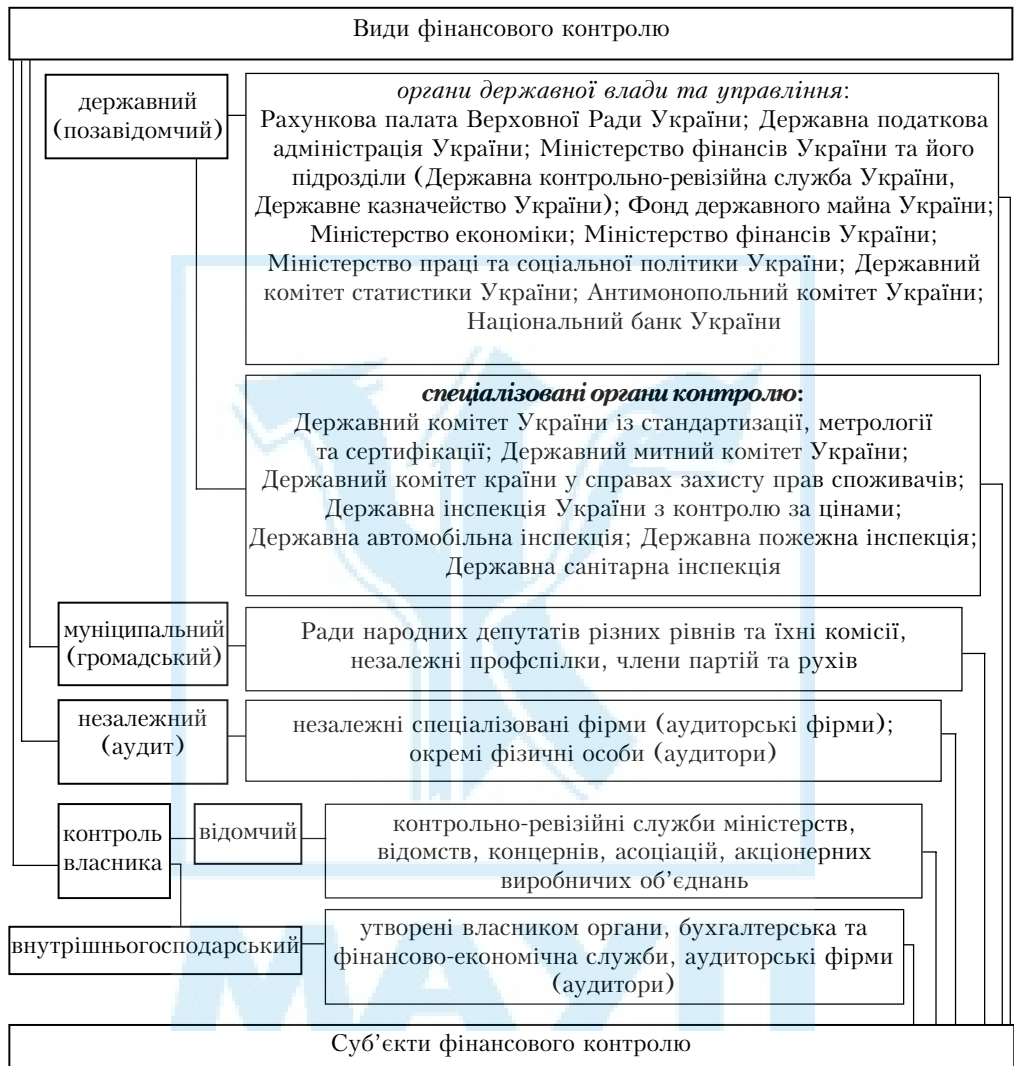 Види фінансового контролю
державний
(позавідомчий)
органи державної влади та управління:
Рахункова палата Верховної Ради України; Державна податкова
адміністрація України; Міністерство фінансів України та його
підрозділи (Державна контрольно-ревізійна служба України,
Державне казначейство України); Фонд державного майна України;
Міністерство економіки; Міністерство фінансів України;
Міністерство праці та соціальної політики України; Державний
комітет статистики України; Антимонопольний комітет України;
Національний банк України
спеціалізовані органи контролю:
Державний комітет України із стандартизації, метрології
та сертифікації; Державний митний комітет України;
Державний комітет країни у справах захисту прав споживачів;
Державна інспекція України з контролю за цінами;
Державна автомобільна інспекція; Державна пожежна інспекція;
Державна санітарна інспекція
муніципальний
(громадський)
Ради народних депутатів різних рівнів та їхні комісії,
незалежні профспілки, члени партій та рухів
незалежний
(аудит)
незалежні спеціалізовані фірми (аудиторські фірми);
окремі фізичні особи (аудитори)
контроль
власника
відомчий
контрольно-ревізійні служби міністерств,
відомств, концернів, асоціацій, акціонерних
виробничих об’єднань
внутрішньогосподарський
утворені власником органи, бухгалтерська та
фінансово-економічна служби, аудиторські фірми
(аудитори)
МАУП
Суб’єкти фінансового контролю